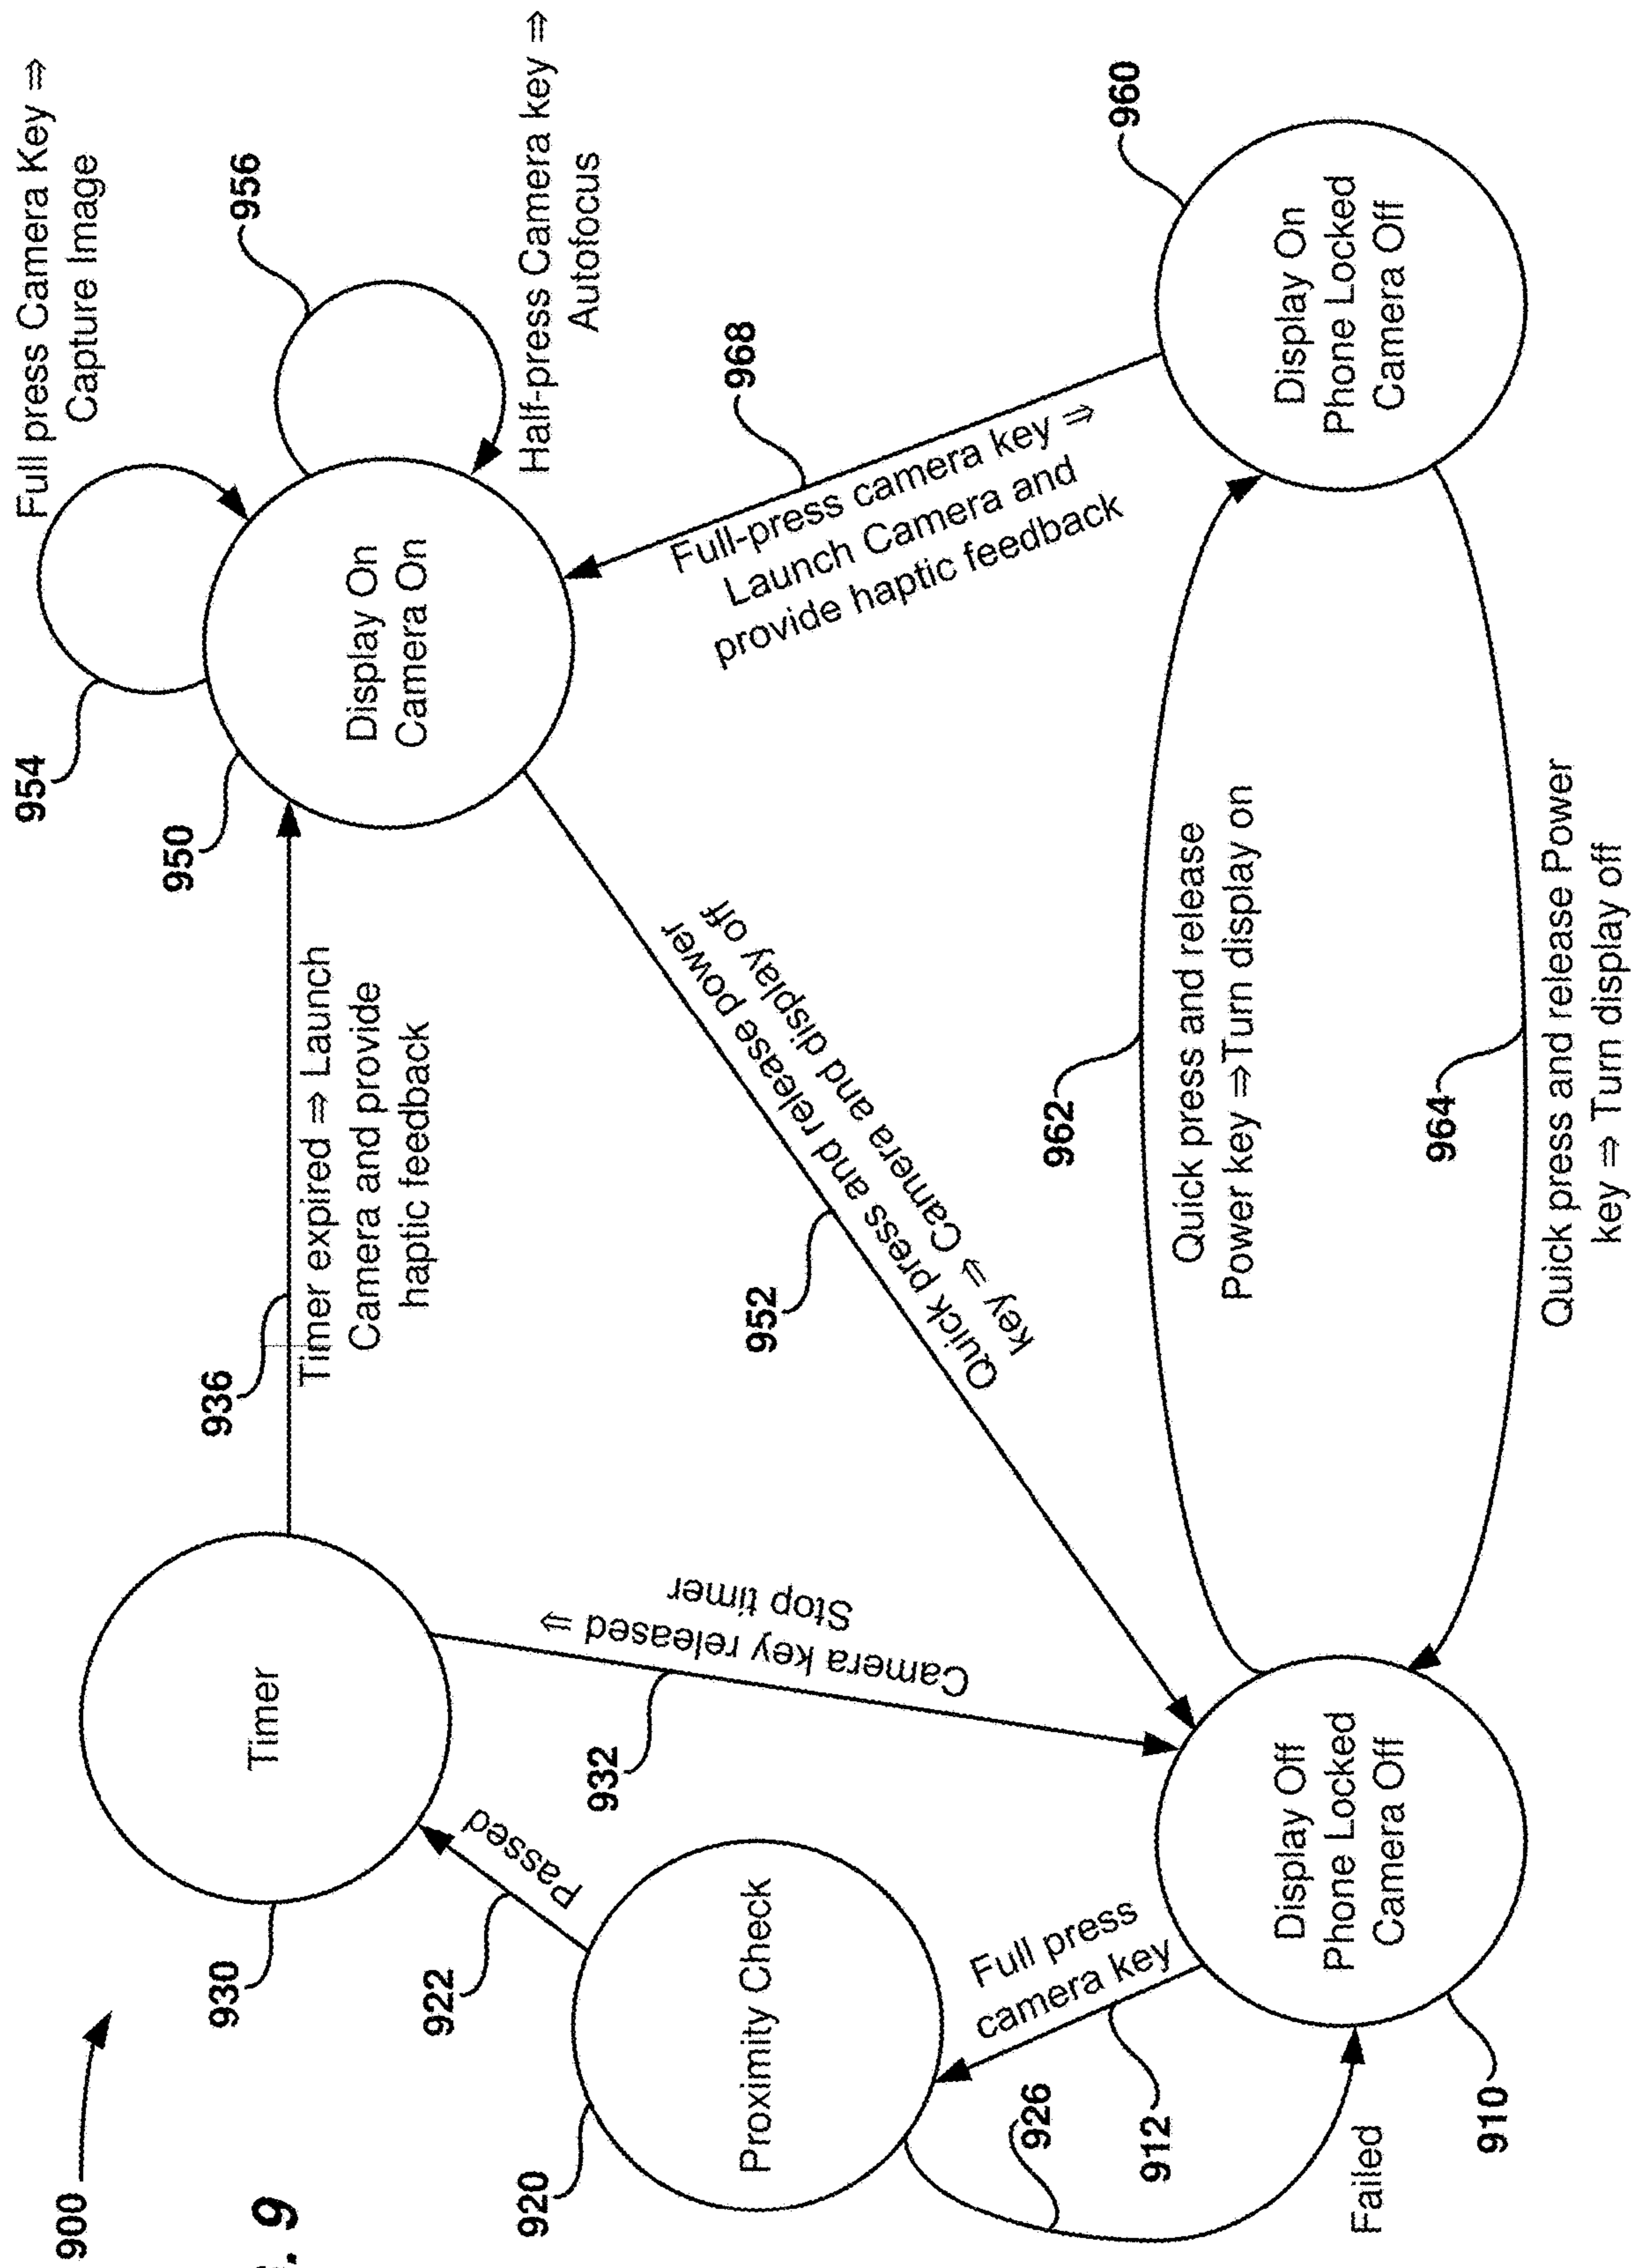 900
. 9
930
Timer
936
Timer expired ⇒ Launch
Camera and provide
haptic feedback
954
950
Full press Camera Key ⇒
Capture Image
956
Display On
Camera On
Half-press Camera key ⇒
Autofocus
922
Passed
920
Proximity Check
932
Camera key released ⇒
Stop timer
952
Quick press and release power
key ⇒ Camera and display off
968
Full-press camera key ⇒
Launch Camera and
provide haptic feedback
926
912
Full press
camera key
Failed
910
Display Off
Phone Locked
Camera Off
962
Quick press and release
Power key ⇒Turn display on
960
Display On
Phone Locked
Camera Off
964
Quick press and release Power
key ⇒ Turn display off